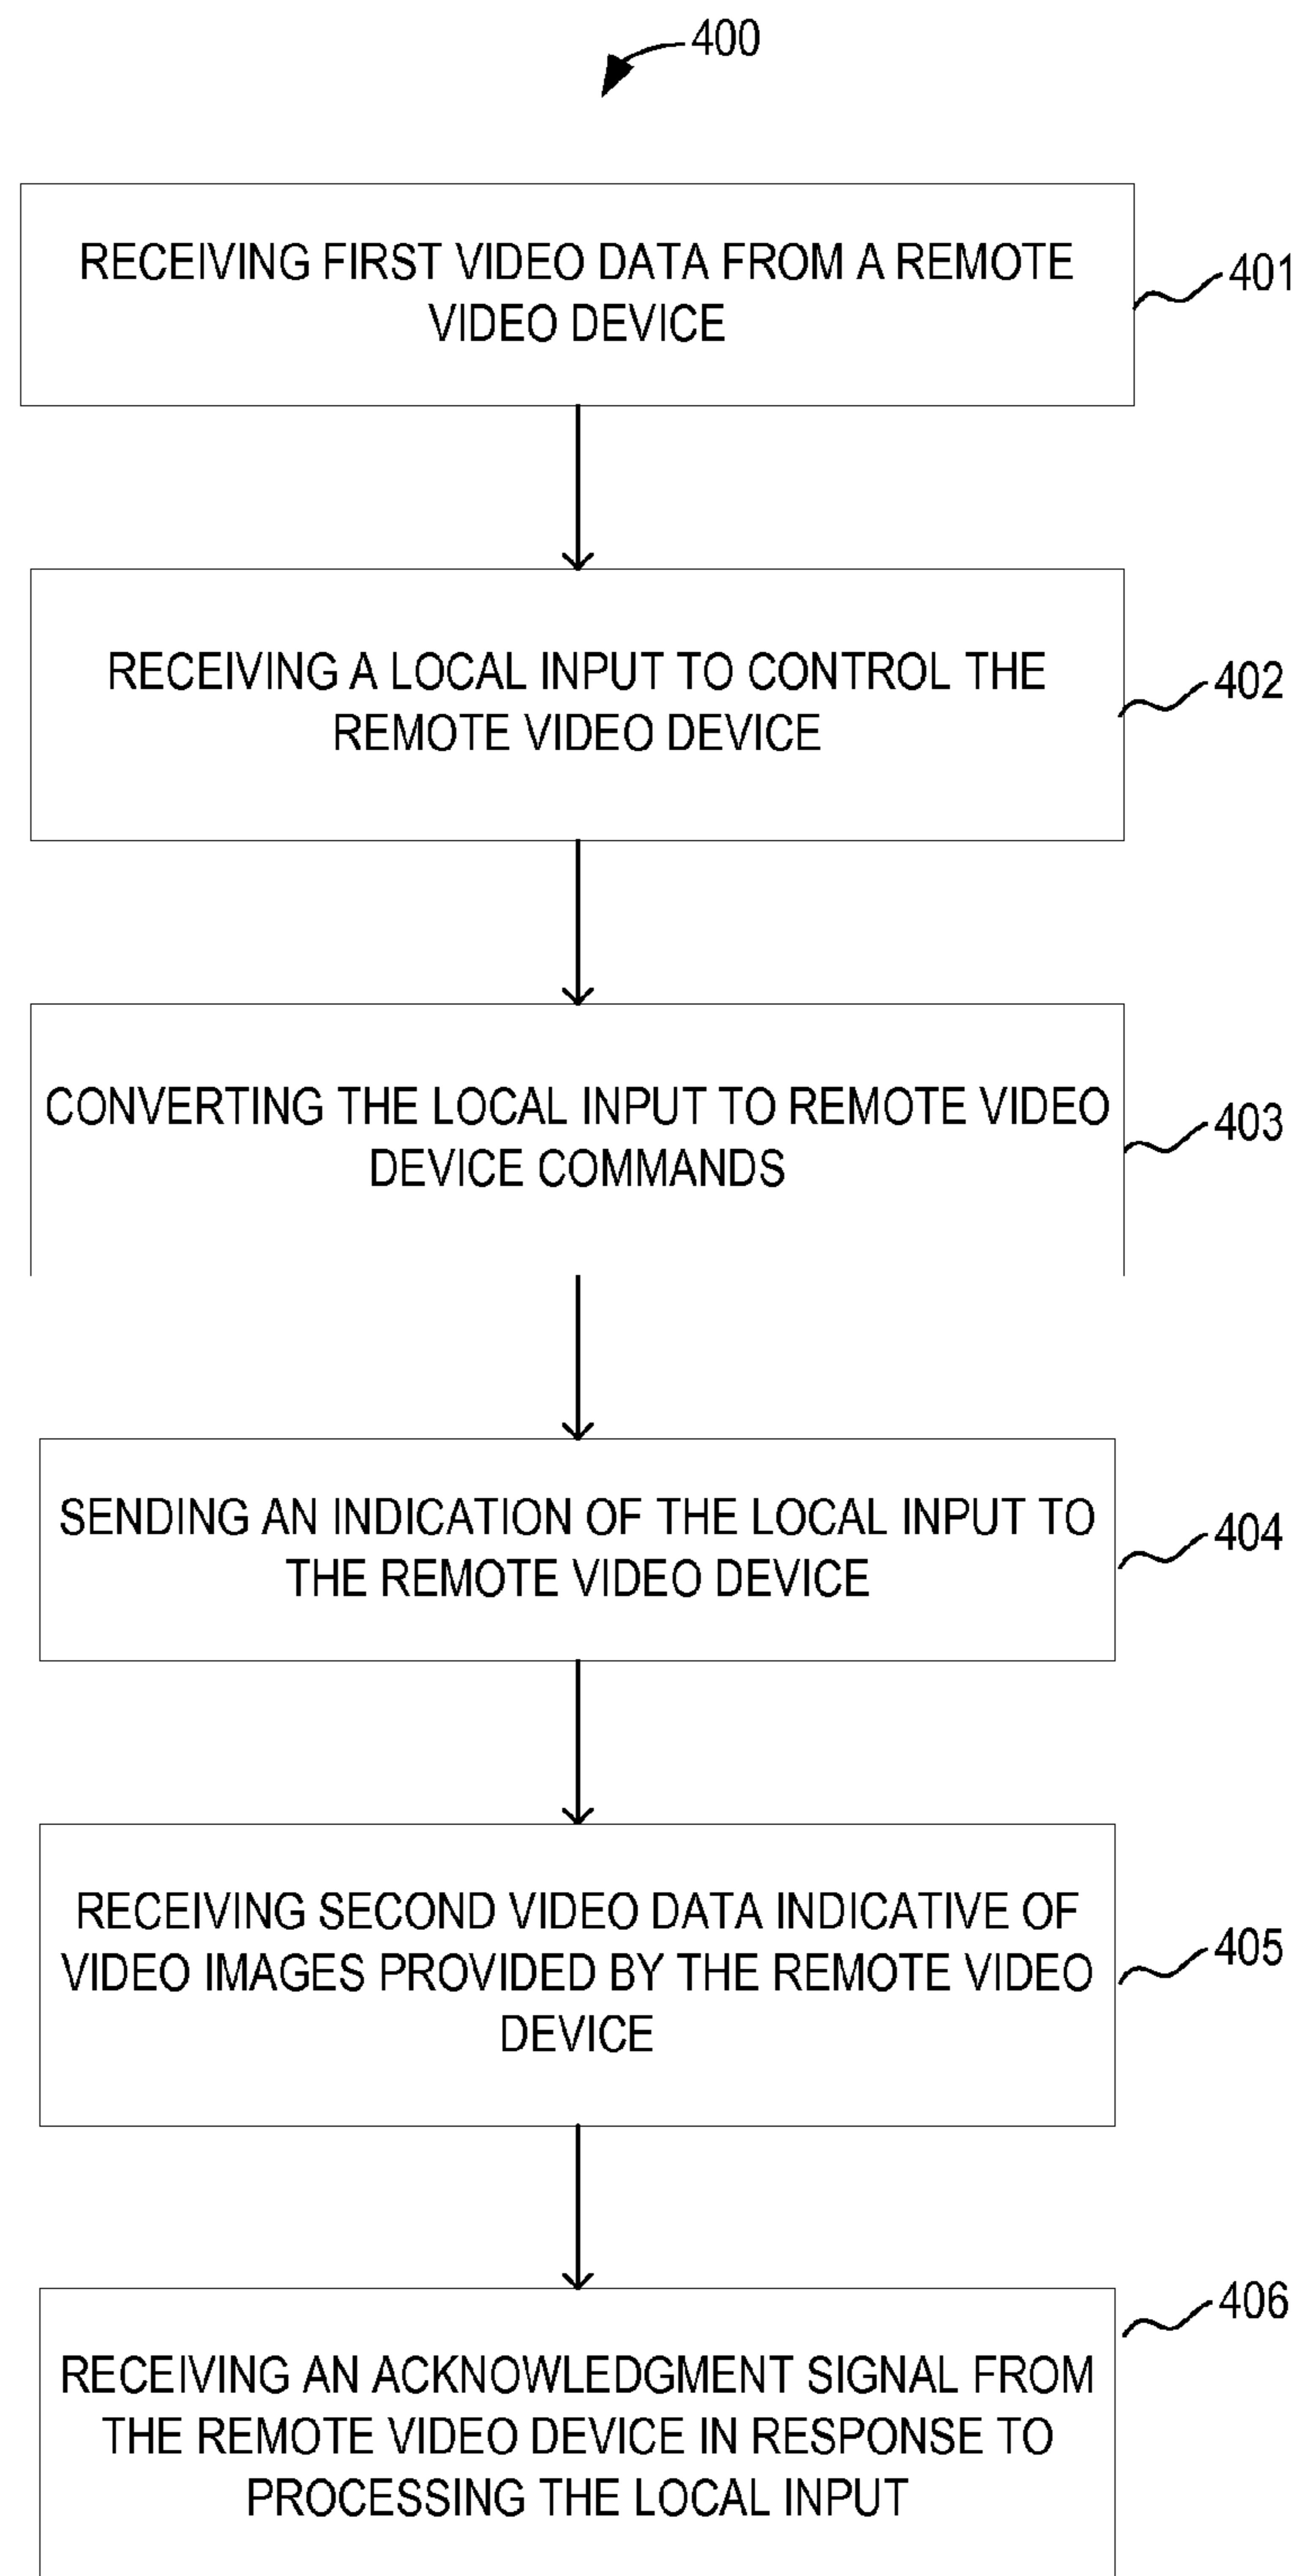 400
RECEIVING FIRST VIDEO DATA FROM A REMOTE
VIDEO DEVICE
401
RECEIVING A LOCAL INPUT TO CONTROL THE
REMOTE VIDEO DEVICE
402
CONVERTING THE LOCAL INPUT TO REMOTE VIDEO
DEVICE COMMANDS
403
SENDING AN INDICATION OF THE LOCAL INPUT TO
THE REMOTE VIDEO DEVICE
404
RECEIVING SECOND VIDEO DATA INDICATIVE OF
VIDEO IMAGES PROVIDED BY THE REMOTE VIDEO
DEVICE
405
406
RECEIVING AN ACKNOWLEDGMENT SIGNAL FROM
THE REMOTE VIDEO DEVICE IN RESPONSE TO
PROCESSING THE LOCAL INPUT